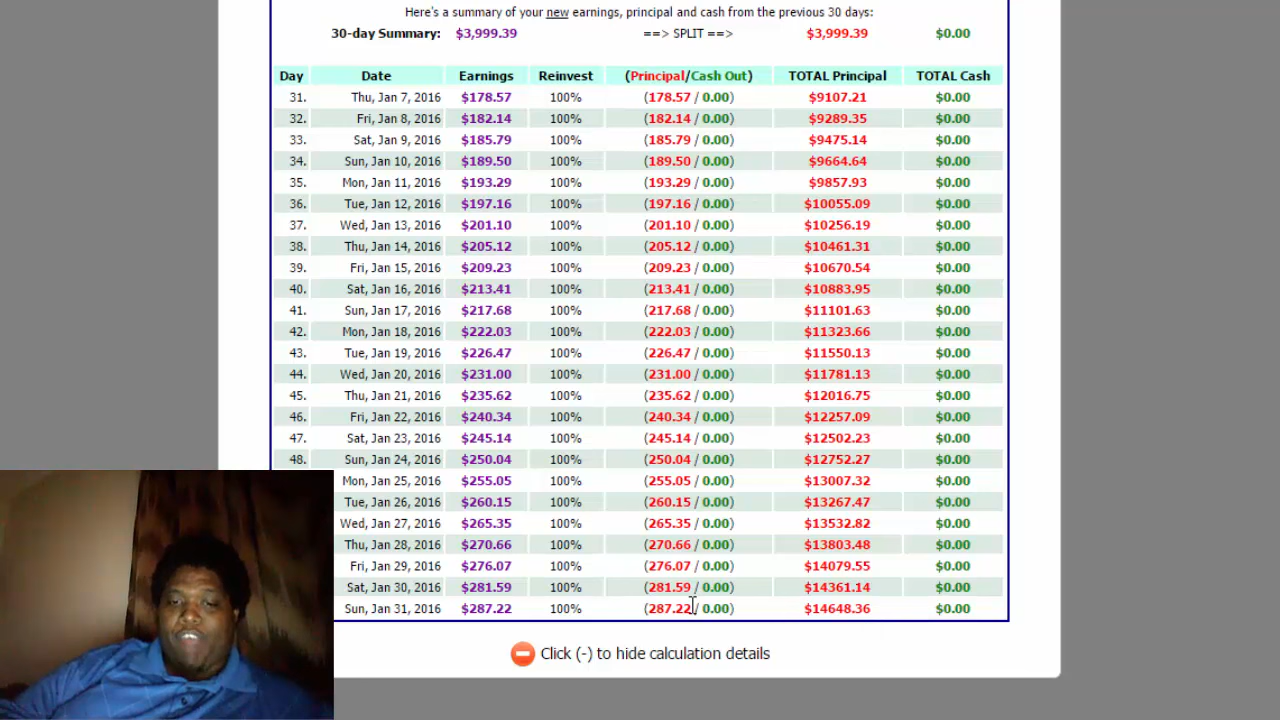 Here's a summary of your new earnings, principal and cash from the previous 30 days:
30-day Summary: $3,999.39 ==> SPLIT ==> $3,999.39 $0.00
Day Date Earnings Reinvest (Principal/Cash Out) TOTAL Principal TOTAL Cash
31. Thu, Jan 7, 2016 $178.57 100% (178.57 / 0.00) $9107.21 $0.00
32. Fri, Jan 8, 2016 $182.14 100% (182.14 / 0.00) $9289.35 $0.00
33. Sat, Jan 9, 2016 $185.79 100% (185.79 / 0.00) $9475.14 $0.00
34. Sun, Jan 10, 2016 $189.50 100% (189.50 / 0.00) $9664.64 $0.00
35. Mon, Jan 11, 2016 $193.29 100% (193.29 / 0.00) $9857.93 $0.00
36. Tue, Jan 12, 2016 $197.16 100% (197.16 / 0.00) $10055.09 $0.00
37. Wed, Jan 13, 2016 $201.10 100% (201.10 / 0.00) $10256.19 $0.00
38. Thu, Jan 14, 2016 $205.12 100% (205.12 / 0.00) $10461.31 $0.00
39. Fri, Jan 15, 2016 $209.23 100% (209.23 / 0.00) $10670.54 $0.00
40. Sat, Jan 16, 2016 $213.41 100% (213.41 / 0.00) $10883.95 $0.00
41. Sun, Jan 17, 2016 $217.68 100% (217.68 / 0.00) $11101.63 $0.00
42. Mon, Jan 18, 2016 $222.03 100% (222.03 / 0.00) $11323.66 $0.00
43. Tue, Jan 19, 2016 $226.47 100% (226.47 / 0.00) $11550.13 $0.00
44. Wed, Jan 20, 2016 $231.00 100% (231.00 / 0.00) $11781.13 $0.00
45. Thu, Jan 21, 2016 $235.62 100% (235.62 / 0.00) $12016.75 $0.00
46. Fri, Jan 22, 2016 $240.34 100% (240.34 / 0.00) $12257.09 $0.00
47. Sat, Jan 23, 2016 $245.14 100% (245.14 / 0.00) $12502.23 $0.00
48. Sun, Jan 24, 2016 $250.04 100% (250.04 / 0.00) $12752.27 $0.00
Mon, Jan 25, 2016 $255.05 100% (255.05 / 0.00) $13007.32 $0.00
Tue, Jan 26, 2016 $260.15 100% (260.15 / 0.00) $13267.47 $0.00
Wed, Jan 27, 2016 $265.35 100% (265.35 / 0.00) $13532.82 $0.00
Thu, Jan 28, 2016 $270.66 100% (270.66 / 0.00) $13803.48 $0.00
Fri, Jan 29, 2016 $276.07 100% (276.07 / 0.00) $14079.55 $0.00
Sat, Jan 30, 2016 $281.59 100% (281.59 / 0.00) $14361.14 $0.00
Sun, Jan 31, 2016 $287.22 100% (287.22 / 0.00) $14648.36 $0.00
Click (-) to hide calculation details